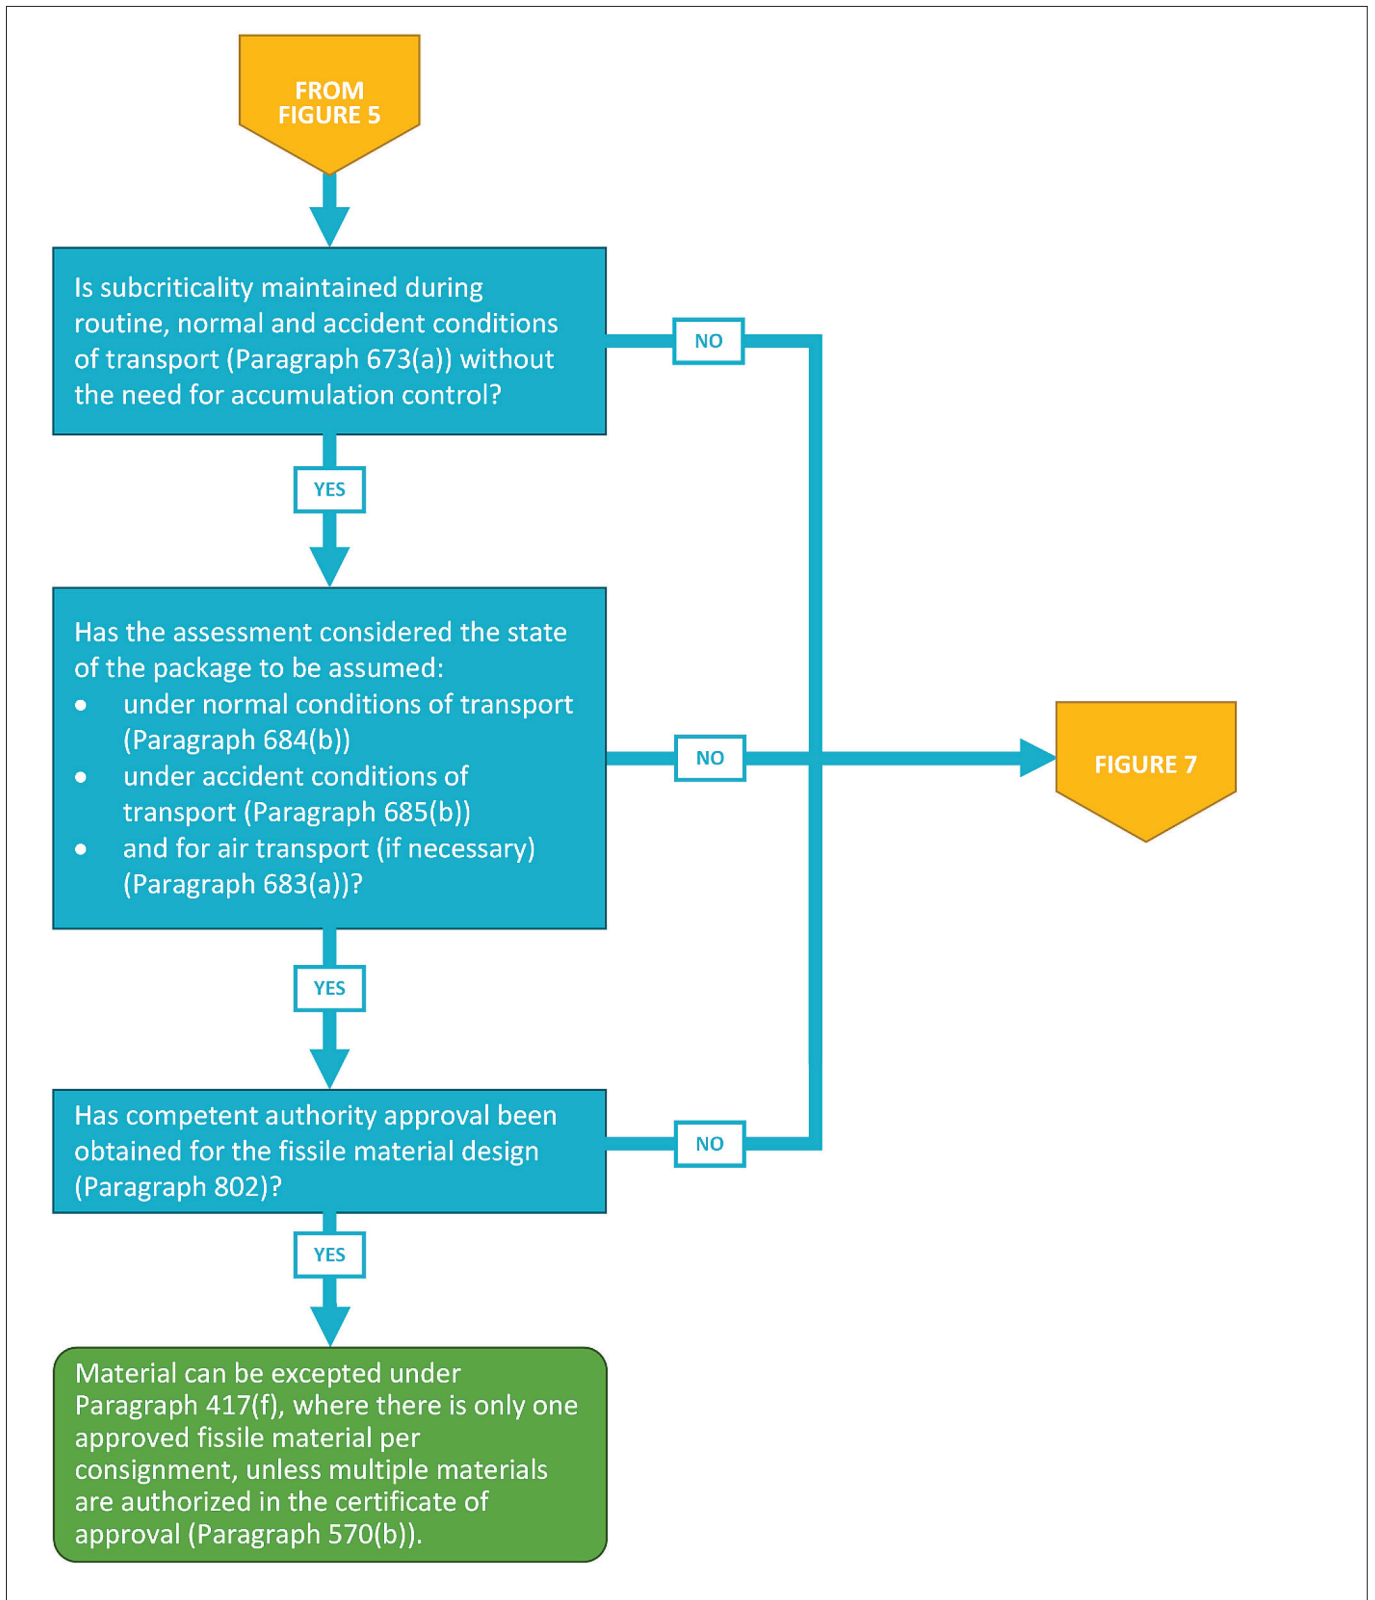 FROM
FIGURE 5
Is subcriticality maintained during
routine, normal and accident conditions
of transport (Paragraph 673(a)) without
the need for accumulation control?
NO
YES
Has the assessment considered the state
of the package to be assumed:
• under normal conditions of transport
(Paragraph 684(b))
• under accident conditions of
transport (Paragraph 685(b))
• and for air transport (if necessary)
(Paragraph 683(a))?
NO
FIGURE 7
YES
Has competent authority approval been
obtained for the fissile material design
(Paragraph 802)?
NO
YES
Material can be excepted under
Paragraph 417(f), where there is only one
approved fissile material per
consignment, unless multiple materials
are authorized in the certificate of
approval (Paragraph 570(b)).